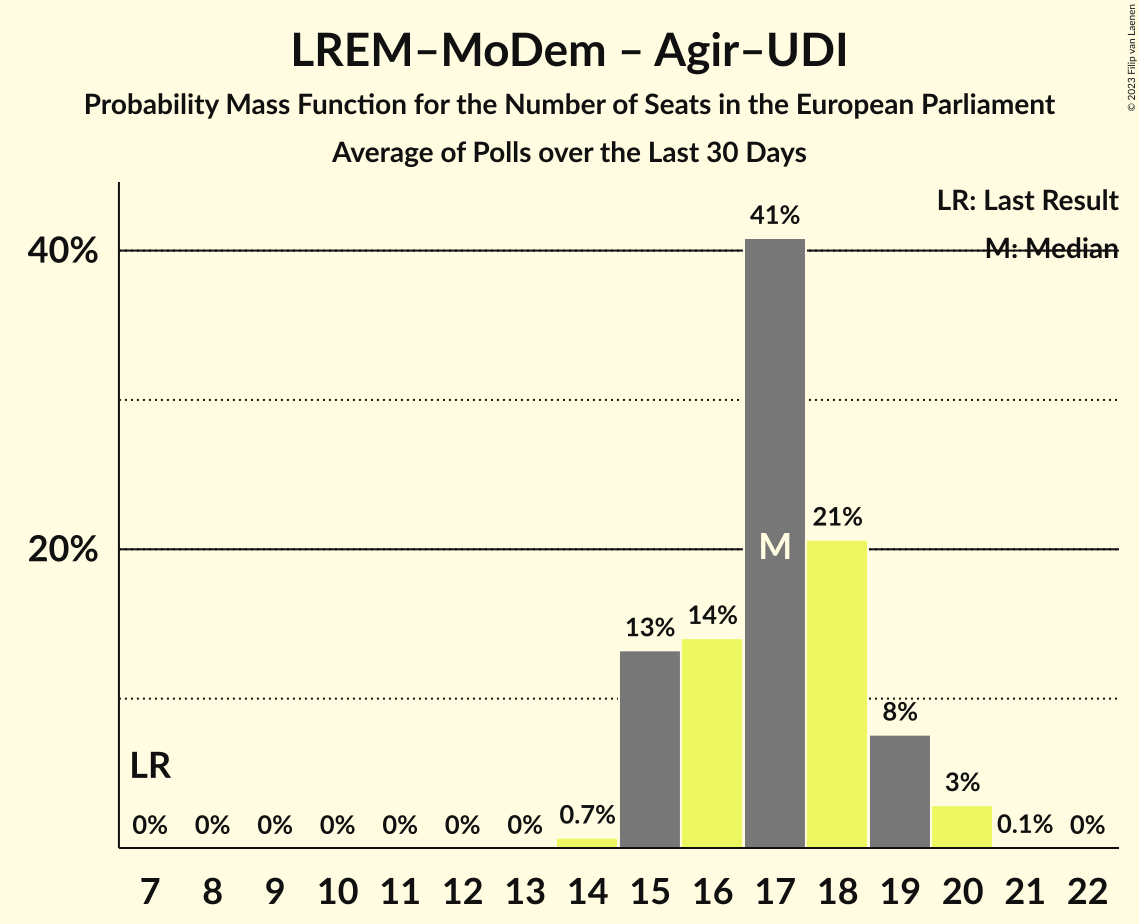 LREM–MoDem – Agir–UDI
Probability Mass Function for the Number of Seats in the European Parliament
Average of Polls over the Last 30 Days
© 2023 Filip van Laenen
LR: Last Result
M: Median
40%
20%
41%
21%
M
13%
14%
8%
3%
LR
0% 0% 0% 0% 0% 0% 0% 0.7% 0.1% 0%
7 8 9 10 11 12 13 14 15 16 17 18 19 20 21 22